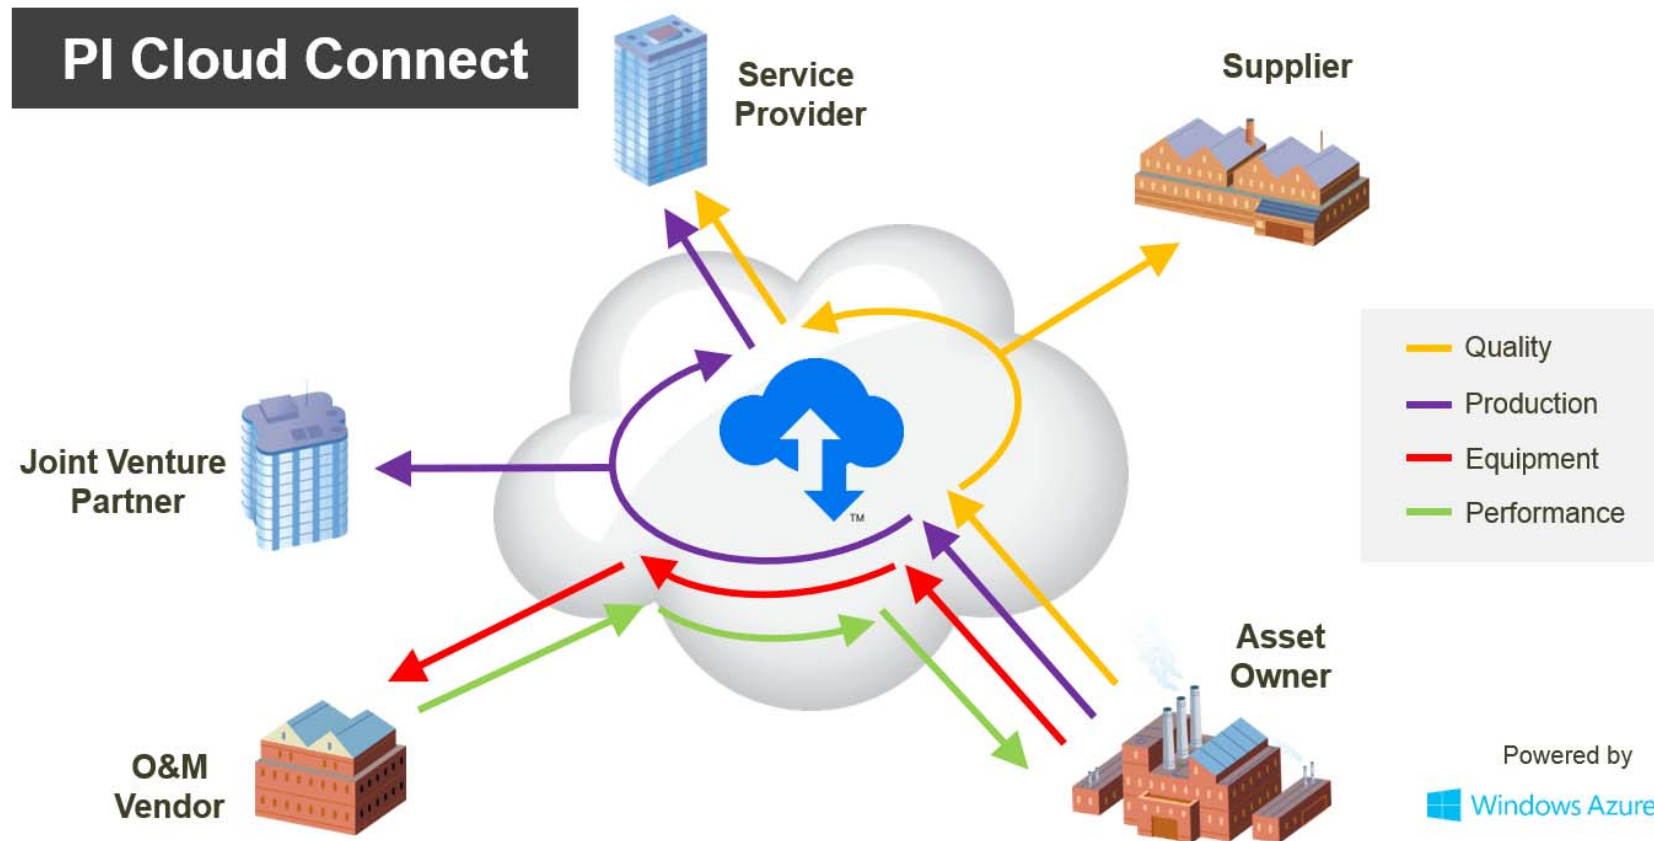 PI Cloud Connect
Service
Provider
Supplier
Quality
Production
Equipment
Performance
Joint Venture
Partner
TM
Asset
Owner
O&M
Vendor
Powered by
Windows Azure